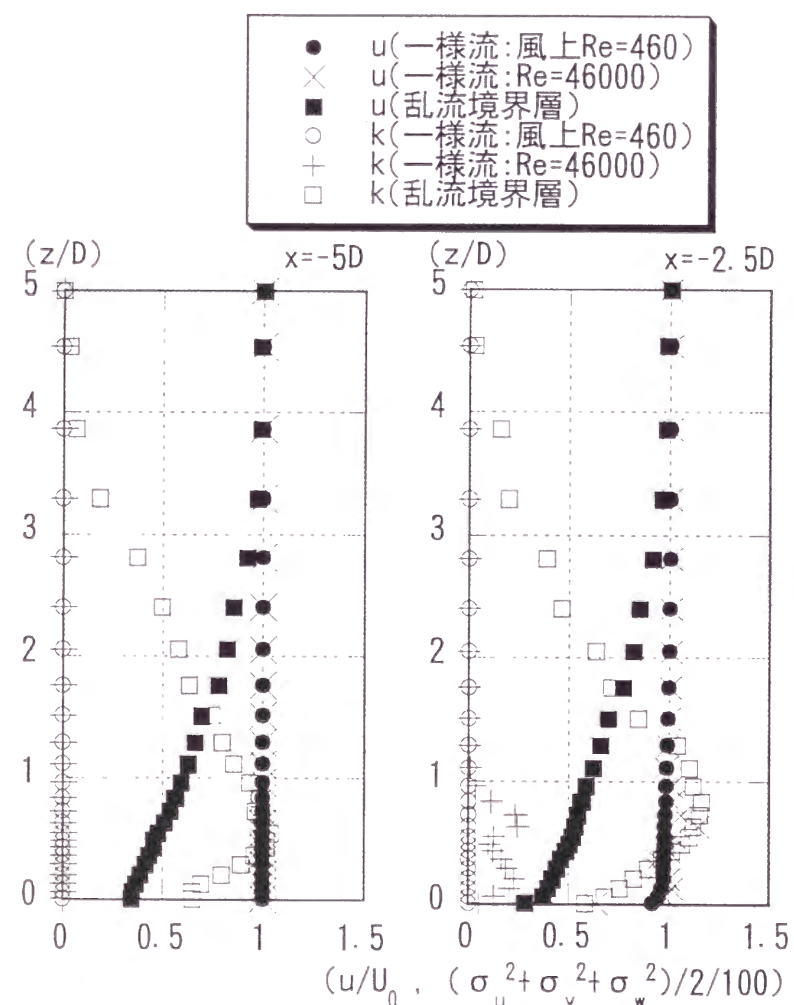 u(一様流:風上Re=460)
u(一様流:Re=46000)
u(乱流境界層)
k(一様流:風上Re=460)
k(一様流:Re=46000)
k(乱流境界層)
(z/D) x=-5D
5
4
3
2
1
0
0 0.5 1 1.5
(z/D) x=-2.5D
5
4
3
2
1
0
0 0.5 1 1.5
(u/U₀ , (σᵤ²+σᵥ²+σ_w²)/2/100)